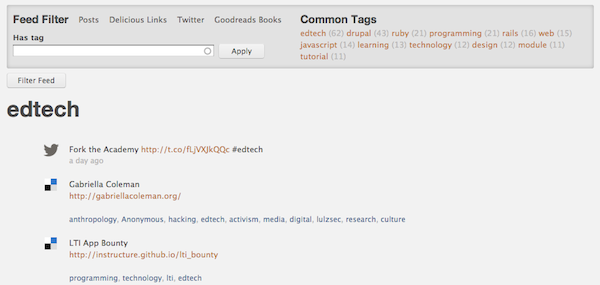 Feed Filter Posts Delicious Links Twitter Goodreads Books
Has tag
Apply
Common Tags
edtech (62) drupal (43) ruby (21) programming (21) rails (16) web (15)
javascript (14) learning (13) technology (12) design (12) module (11)
tutorial (11)
Filter Feed
edtech
Fork the Academy http://t.co/fLjVXJkQQc #edtech
a day ago
Gabriella Coleman
http://gabriellacoleman.org/
anthropology, Anonymous, hacking, edtech, activism, media, digital, lulzsec, research, culture
LTI App Bounty
http://instructure.github.io/lti_bounty
programming, technology, lti, edtech